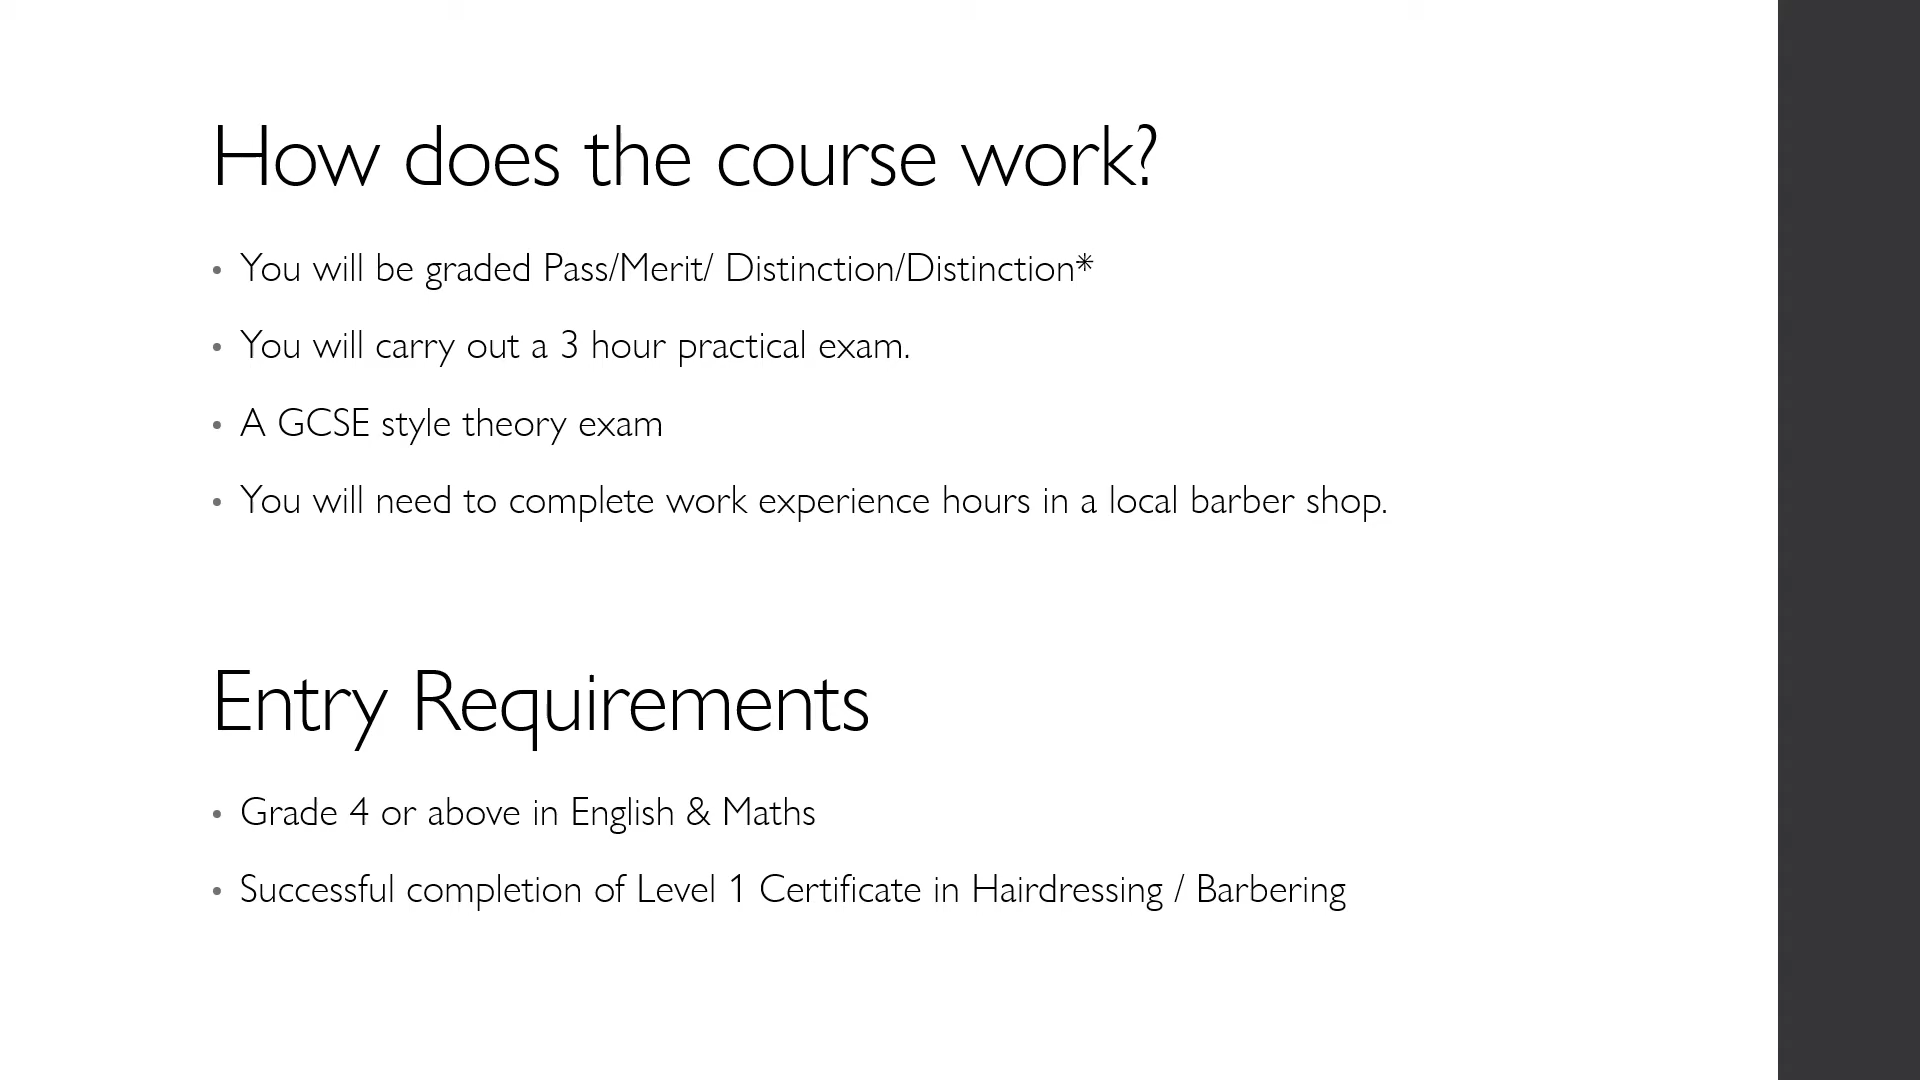 How does the course work?
• You will be graded Pass/Merit/ Distinction/Distinction*
• You will carry out a 3 hour practical exam.
• A GCSE style theory exam
• You will need to complete work experience hours in a local barber shop.
Entry Requirements
• Grade 4 or above in English & Maths
• Successful completion of Level 1 Certificate in Hairdressing / Barbering